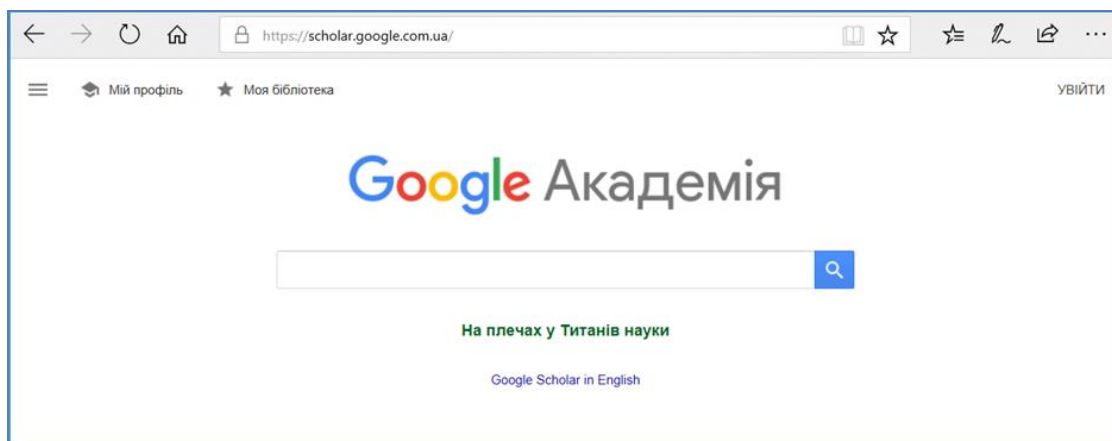 https://scholar.google.com.ua/
Мій профіль Моя бібліотека УВІЙТИ
Google Академія
На плечах у Титанів науки
Google Scholar in English